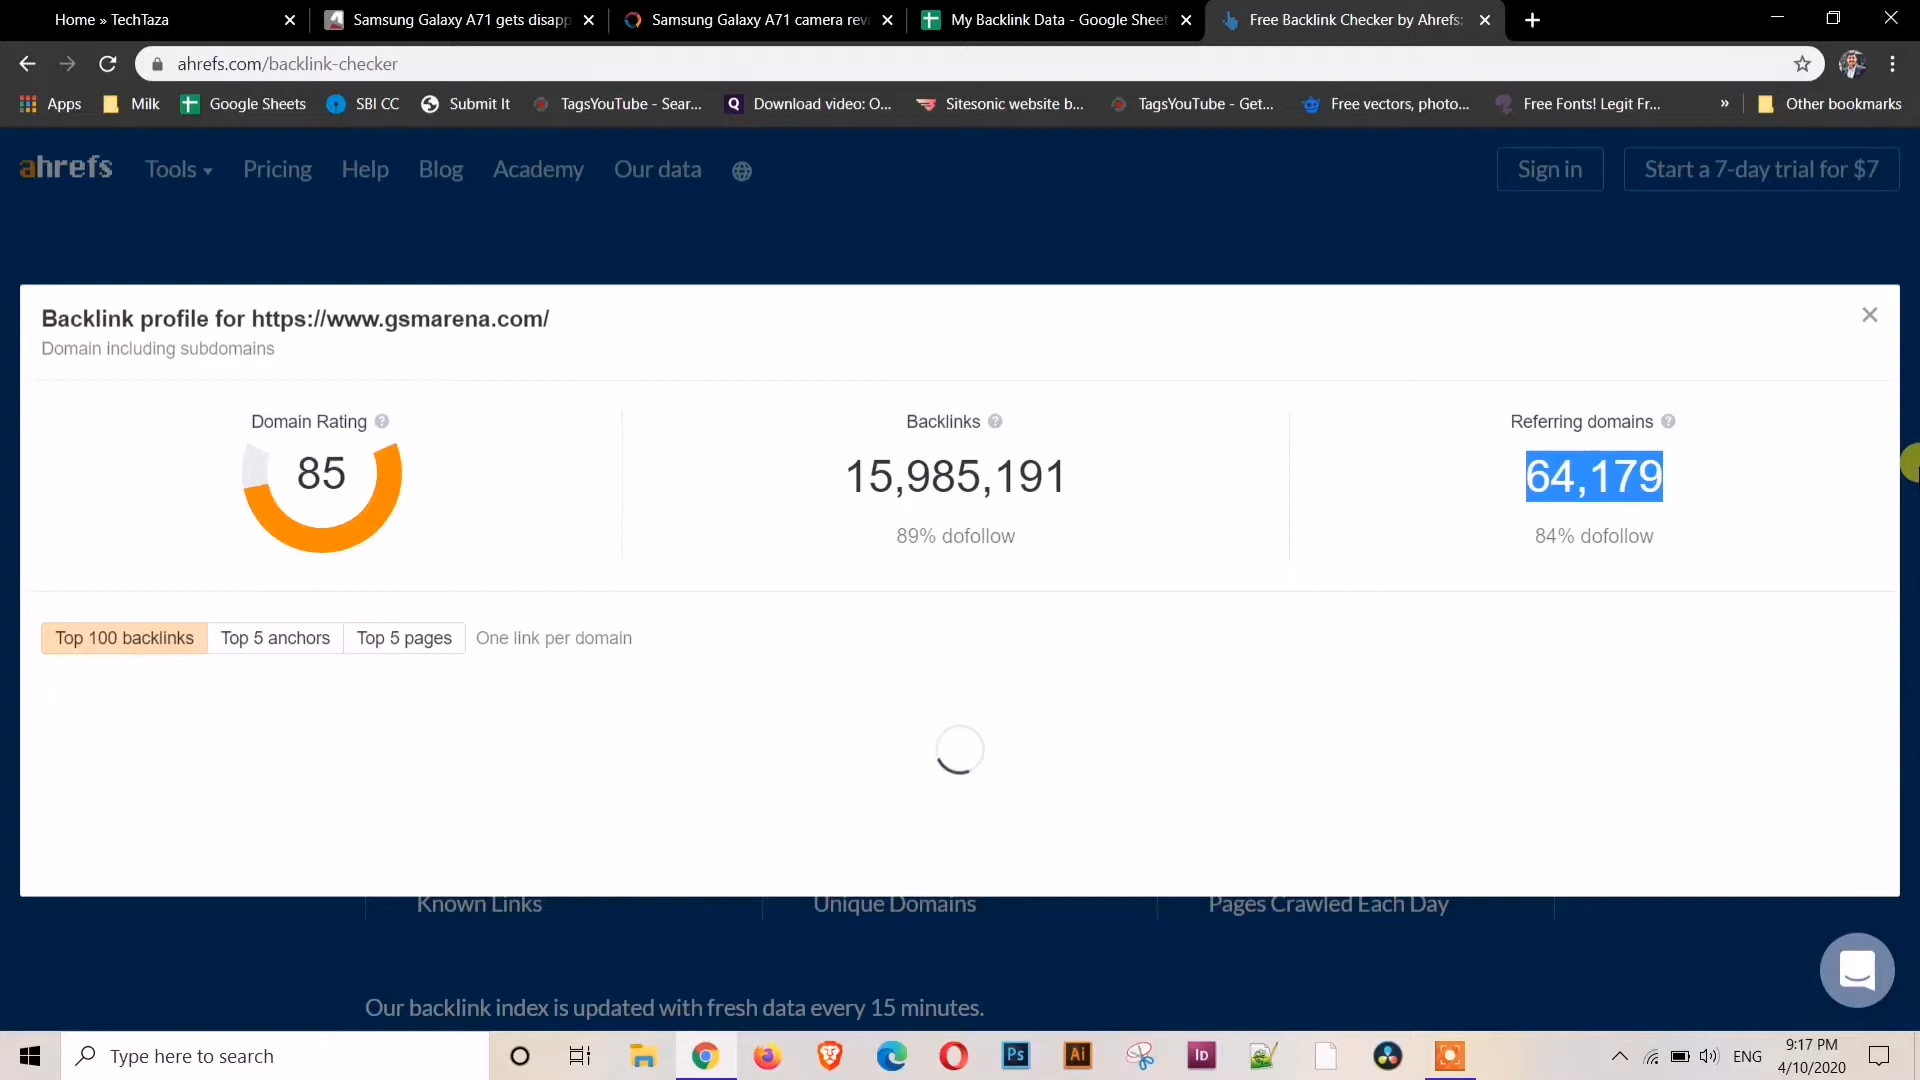 Home » TechTaza
Samsung Galaxy A71 gets disapp
Samsung Galaxy A71 camera revi
My Backlink Data - Google Sheet
Free Backlink Checker by Ahrefs:
ahrefs.com/backlink-checker
Apps
Milk
Google Sheets
SBI CC
Submit It
TagsYouTube - Sear...
Q
Download video: O...
Sitesonic website b...
TagsYouTube - Get...
Free vectors, photo...
Free Fonts! Legit Fr...
»
Other bookmarks
ahrefs
Tools
Pricing
Help
Blog
Academy
Our data
Sign in
Start a 7-day trial for $7
Backlink profile for https://www.gsmarena.com/
Domain including subdomains
Domain Rating ?
85
Backlinks ?
15,985,191
89% dofollow
Referring domains ?
64,179
84% dofollow
Top 100 backlinks
Top 5 anchors
Top 5 pages
One link per domain
Known Links
Unique Domains
Pages Crawled Each Day
Our backlink index is updated with fresh data every 15 minutes.
Type here to search
Ps
Ai
Id
ENG
9:17 PM
4/10/2020